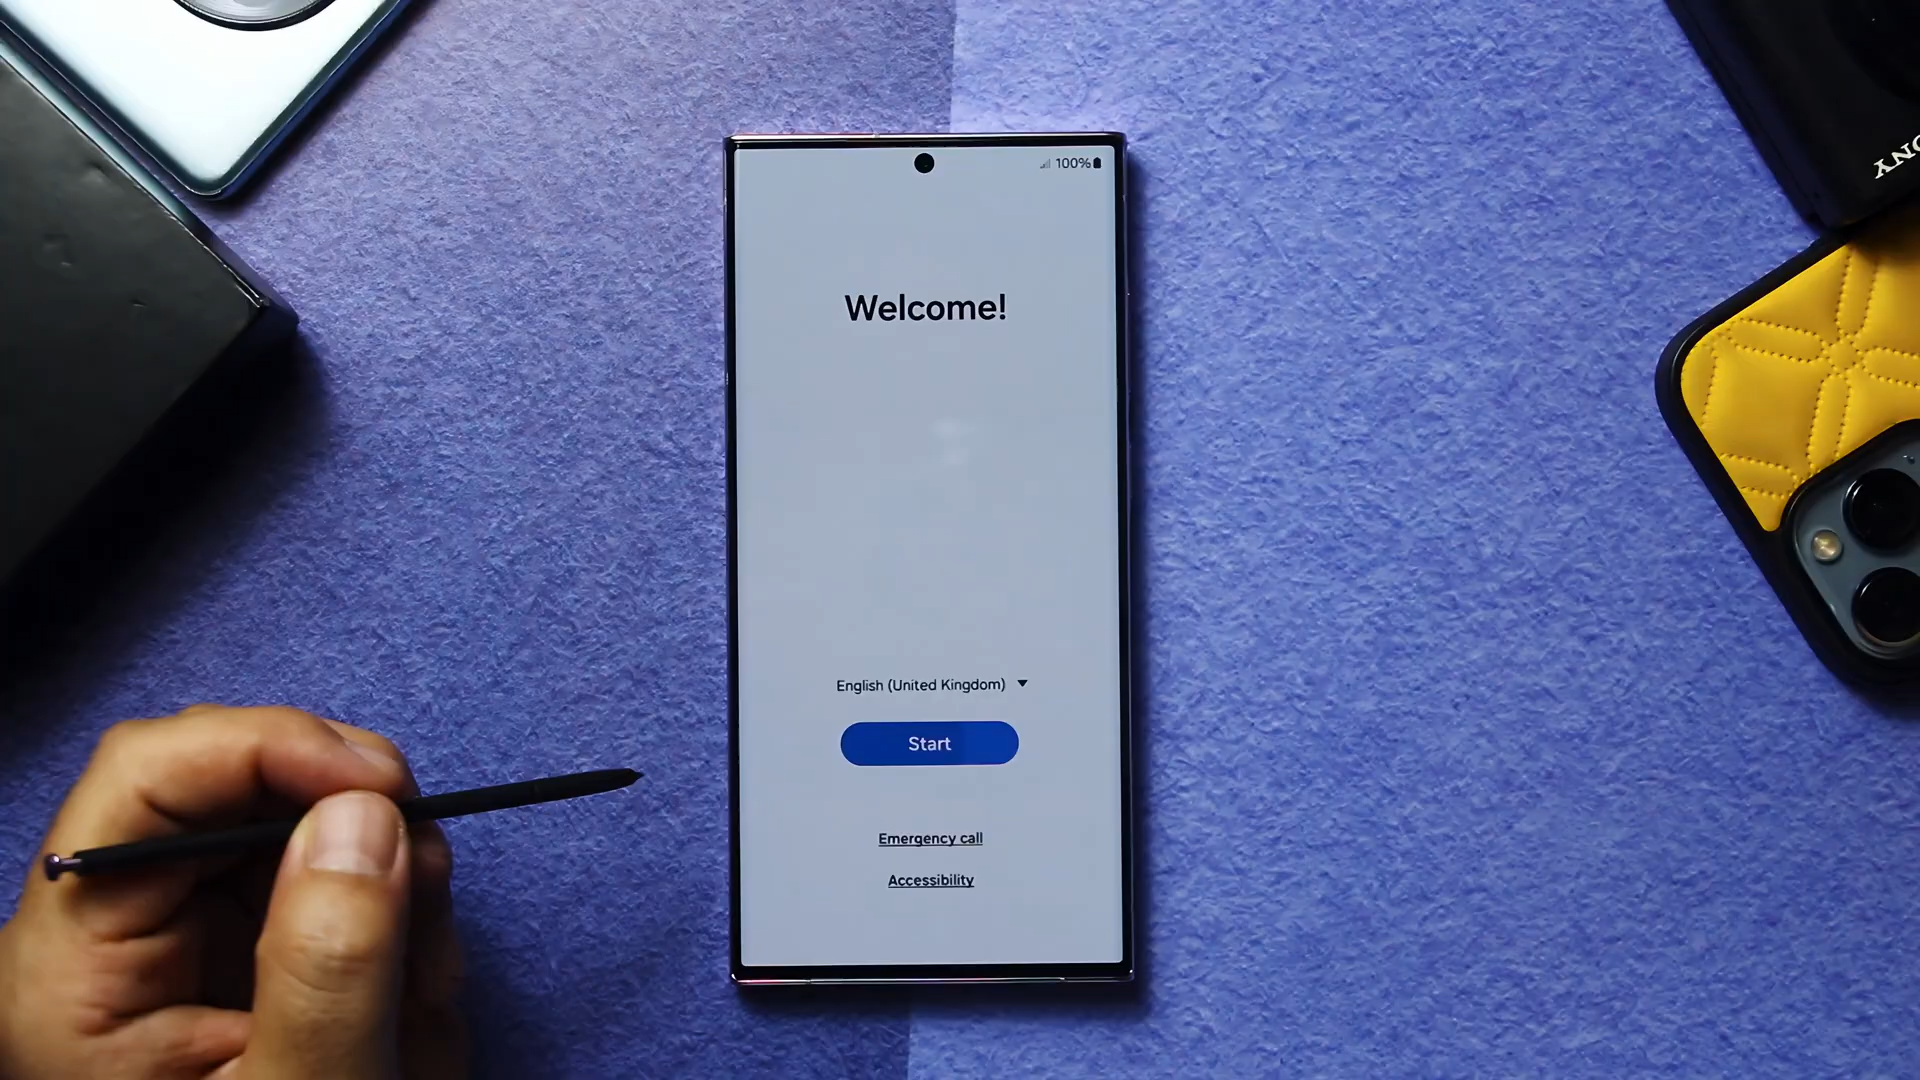 100%
Welcome!
English (United Kingdom)
Start
Emergency call
Accessibility